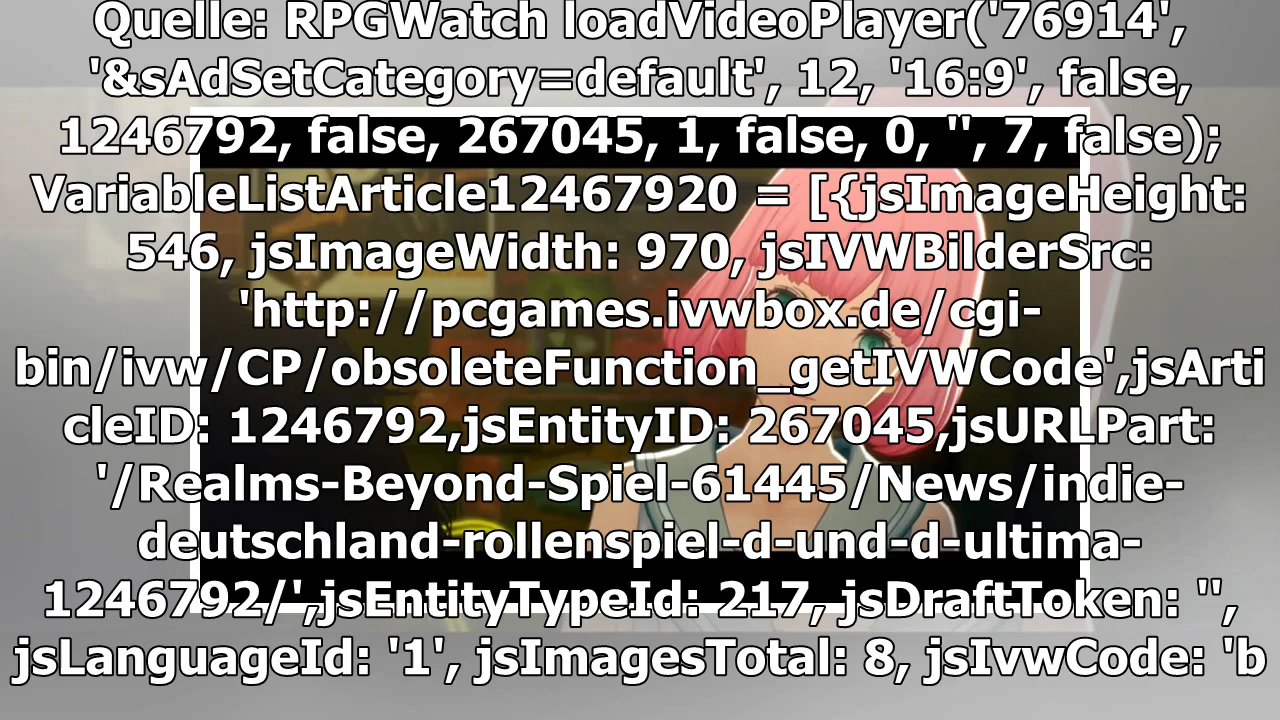 Quelle: RPGWatch loadVideoPlayer('76914',
'&sAdSetCategory=default', 12, '16:9', false,
1246792, false, 267045, 1, false, 0, '', 7, false);
VariableListArticle12467920 = [{jsImageHeight:
546, jsImageWidth: 970, jsIVWBilderSrc:
'http://pcgames.ivwbox.de/cgi-
bin/ivw/CP/obsoleteFunction_getIVWCode',jsArti
cleID: 1246792,jsEntityID: 267045,jsURLPart:
'/Realms-Beyond-Spiel-61445/News/indie-
deutschland-rollenspiel-d-und-d-ultima-
1246792/',jsEntityTypeId: 217, jsDraftToken: '',
jsLanguageId: '1', jsImagesTotal: 8, jsIvwCode: 'b